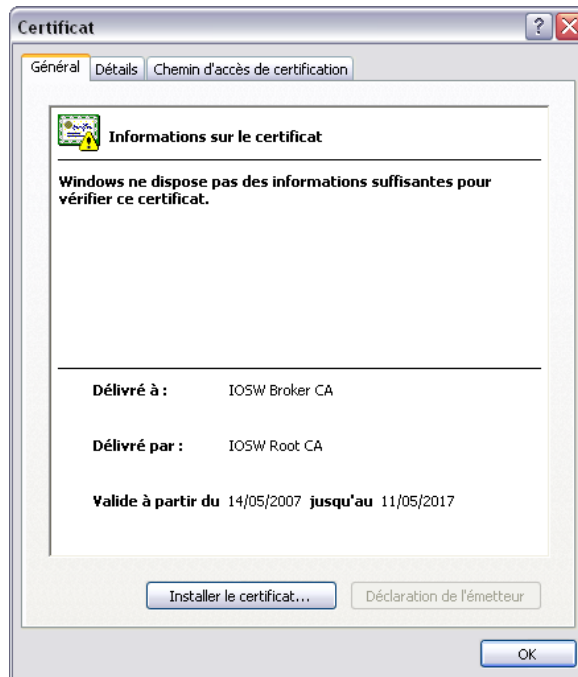 Certificat
Général Détails Chemin d'accès de certification
Informations sur le certificat
Windows ne dispose pas des informations suffisantes pour
vérifier ce certificat.
Délivré à : IOSW Broker CA
Délivré par : IOSW Root CA
Valide à partir du 14/05/2007 jusqu'au 11/05/2017
Installer le certificat... Déclaration de l'émetteur
OK